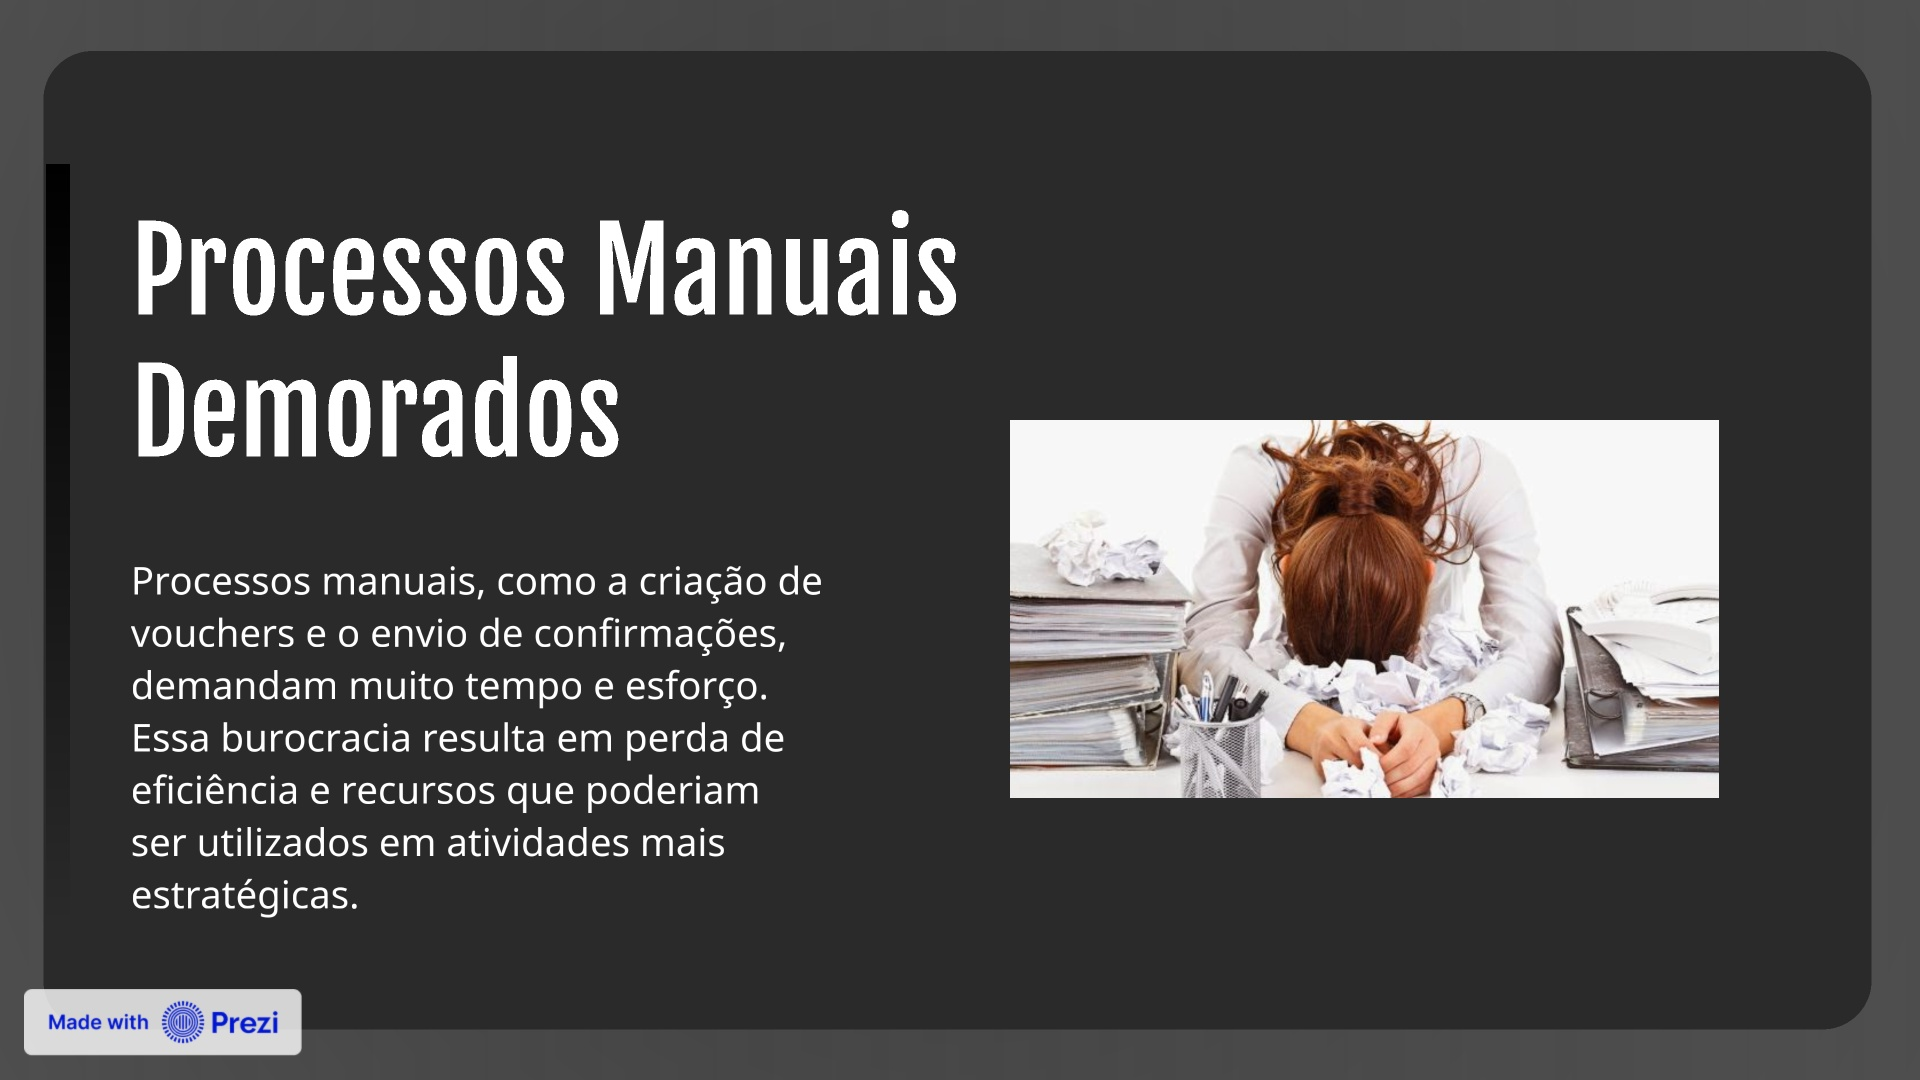 Processos Manuais
Demorados
Processos manuais, como a criação de
vouchers e o envio de confirmações,
demandam muito tempo e esforço.
Essa burocracia resulta em perda de
eficiência e recursos que poderiam
ser utilizados em atividades mais
estratégicas.
Made with Prezi